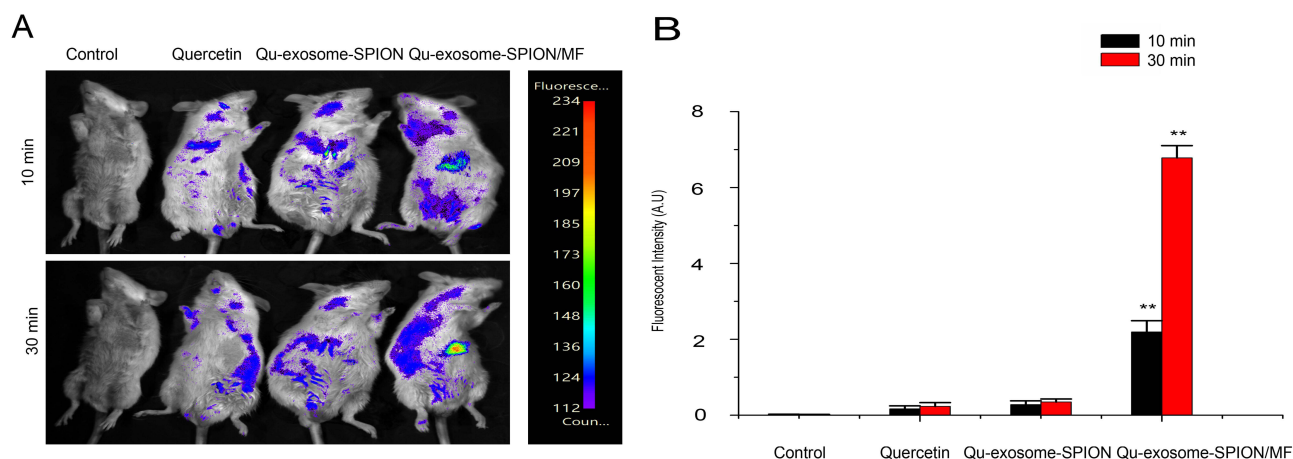 A
Control Quercetin Qu-exosome-SPION Qu-exosome-SPION/MF
10 min
30 min
Fluoresce...
234
221
209
197
185
173
160
148
136
124
112
Coun...
B
10 min
30 min
Fluoresocent Intensity (A.U)
8
6
4
2
0
**
**
Control Quercetin Qu-exosome-SPION Qu-exosome-SPION/MF